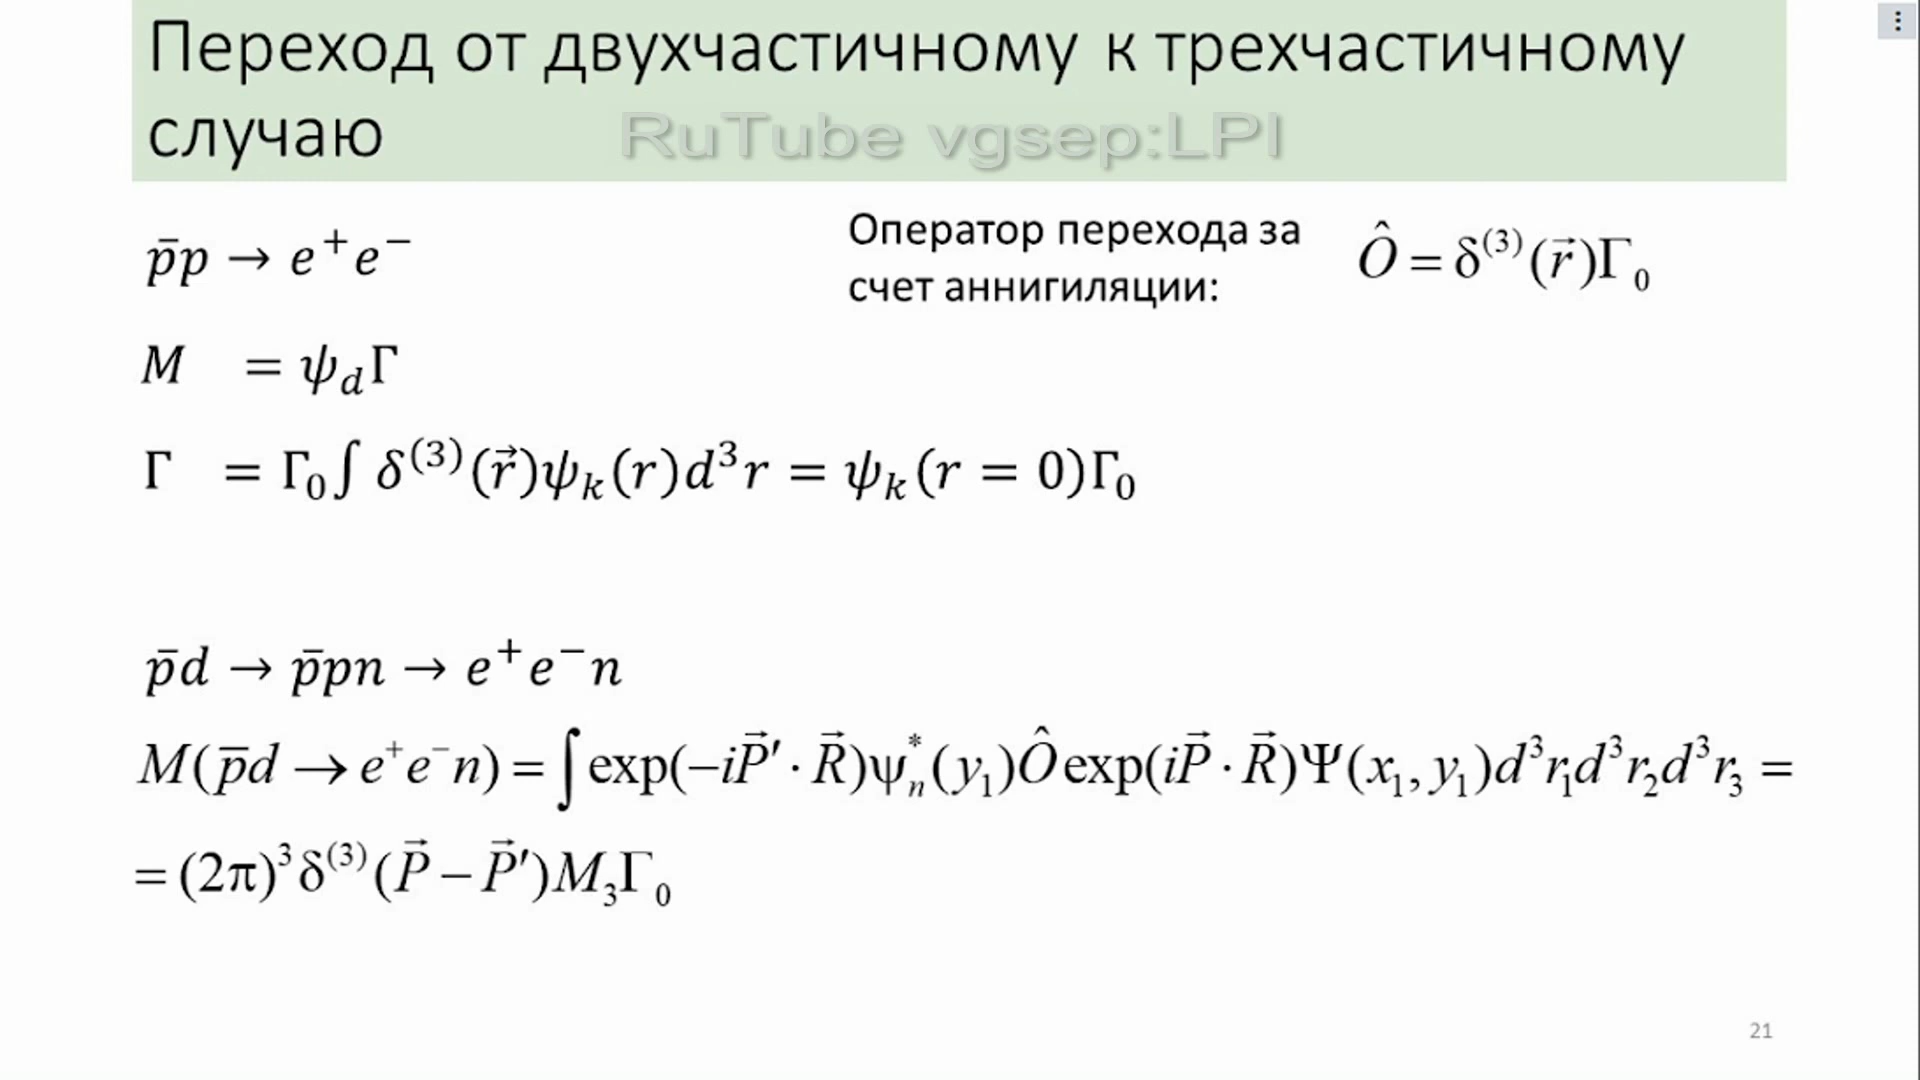 Переход от двухчастичному к трехчастичному
случаю
RuTube vgsep:LPI
p̄p → e⁺e⁻
Оператор перехода за
счет аннигиляции:
Ô = δ⁽³⁾(r⃗)Γ₀
M = ψ_d Γ
Γ = Γ₀∫ δ⁽³⁾(r⃗)ψ_k(r)d³r = ψ_k(r = 0)Γ₀
p̄d → p̄pn → e⁺e⁻n
M(p̄d → e⁺e⁻n) = ∫exp(−iP⃗′·R⃗)ψ*_n(y₁)Ô exp(iP⃗·R⃗)Ψ(x₁, y₁)d³r₁d³r₂d³r₃ =
= (2π)³δ⁽³⁾(P⃗ − P⃗′)M₃Γ₀
21